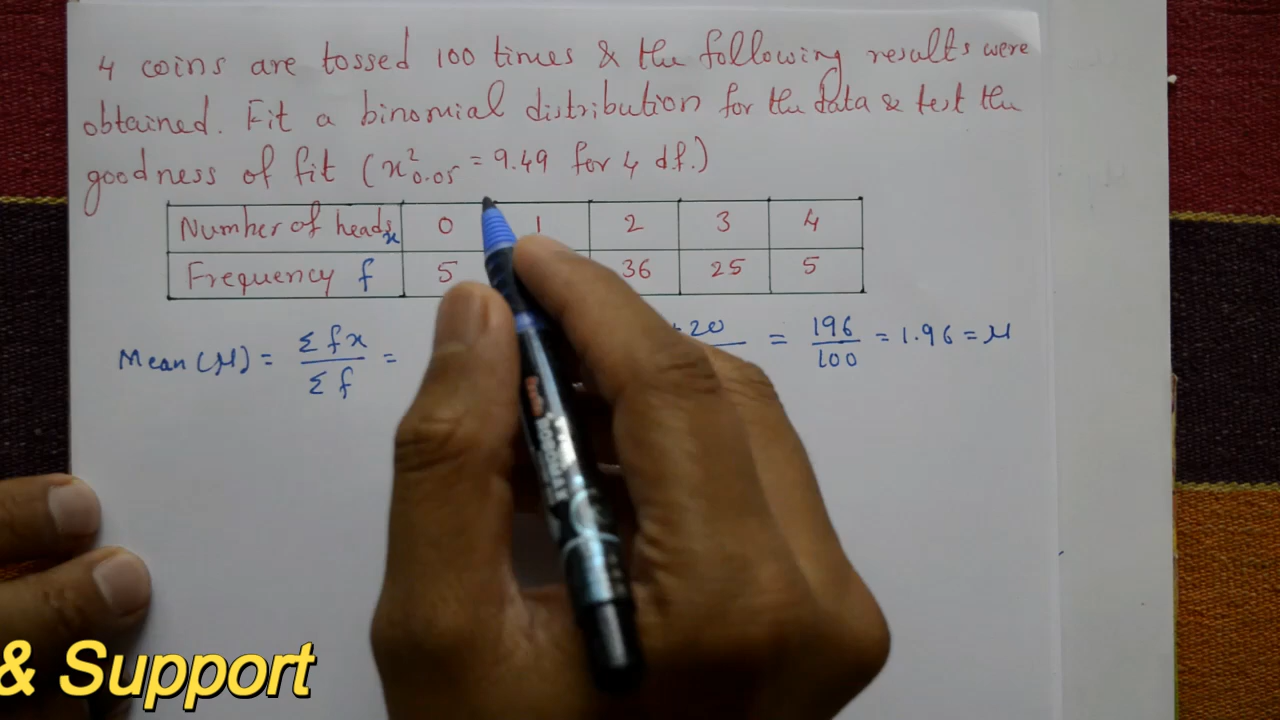 4 coins are tossed 100 times & the following results were
obtained. Fit a binomial distribution for the data & test the
goodness of fit (x²0.05 = 9.49 for 4 d.f.)
Number of heads x 0 1 2 3 4
Frequency f 5 36 25 5
Mean (μ) = Σfx / Σf = +20 = 196 / 100 = 1.96 = μ
& Support